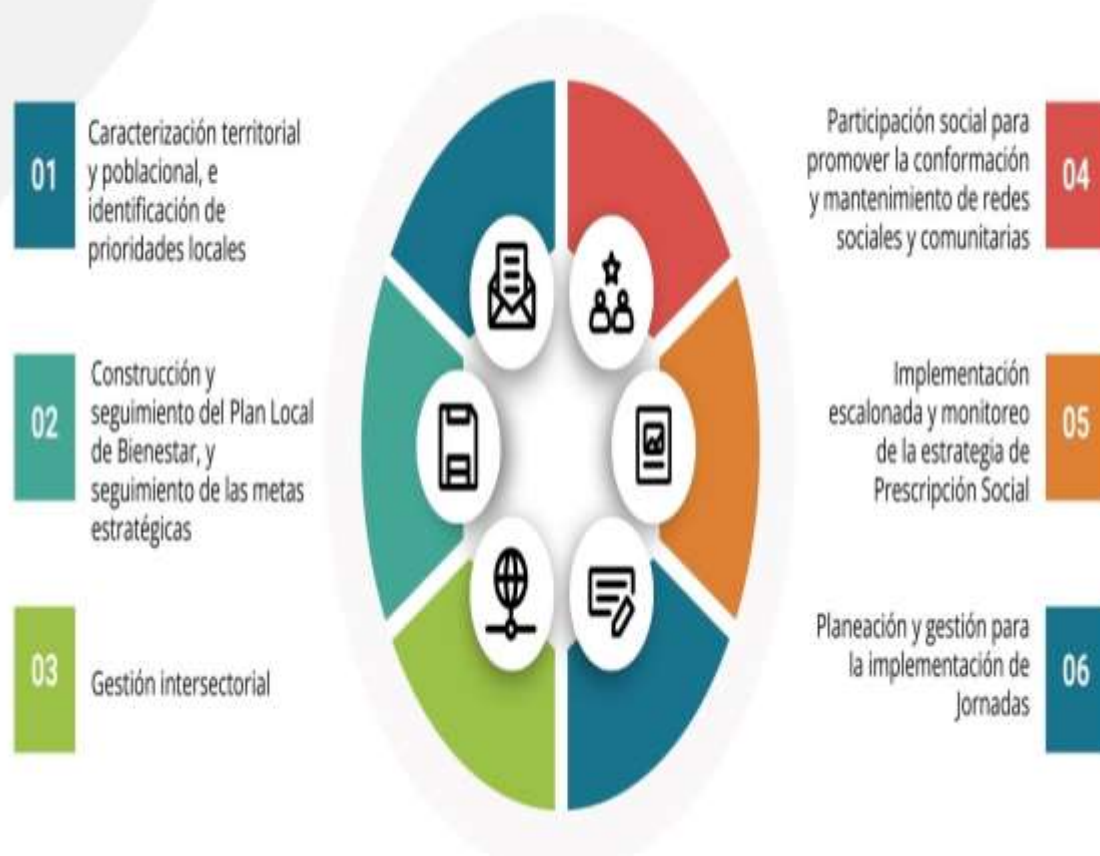 01
Caracterización territorial
y poblacional, e
identificación de
prioridades locales
02
Construcción y
seguimiento del Plan Local
de Bienestar, y
seguimiento de las metas
estratégicas
03
Gestión intersectorial
04
Participación social para
promover la conformación
y mantenimiento de redes
sociales y comunitarias
05
Implementación
escalonada y monitoreo
de la estrategia de
Prescripción Social
06
Planeación y gestión para
la implementación de
Jornadas